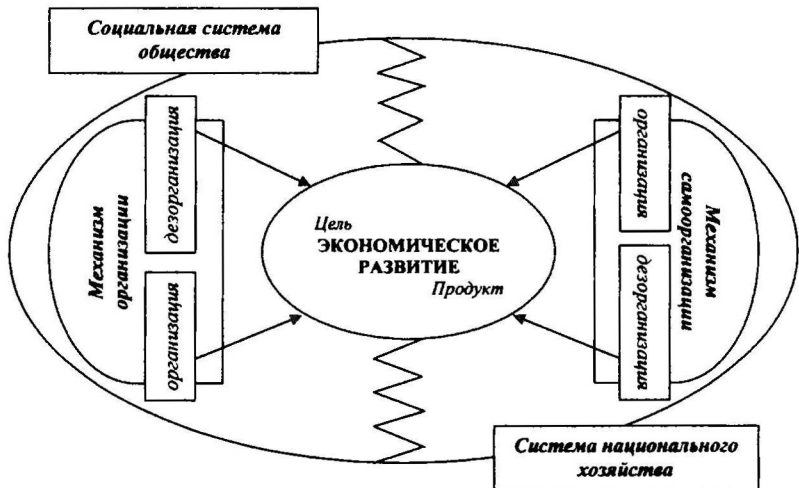 Социальная система
общества
дезорганизация
организация
Механизм
организации
Цель
ЭКОНОМИЧЕСКОЕ
РАЗВИТИЕ
Продукт
Механизм
самоорганизации
организация
дезорганизация
Система национального
хозяйства